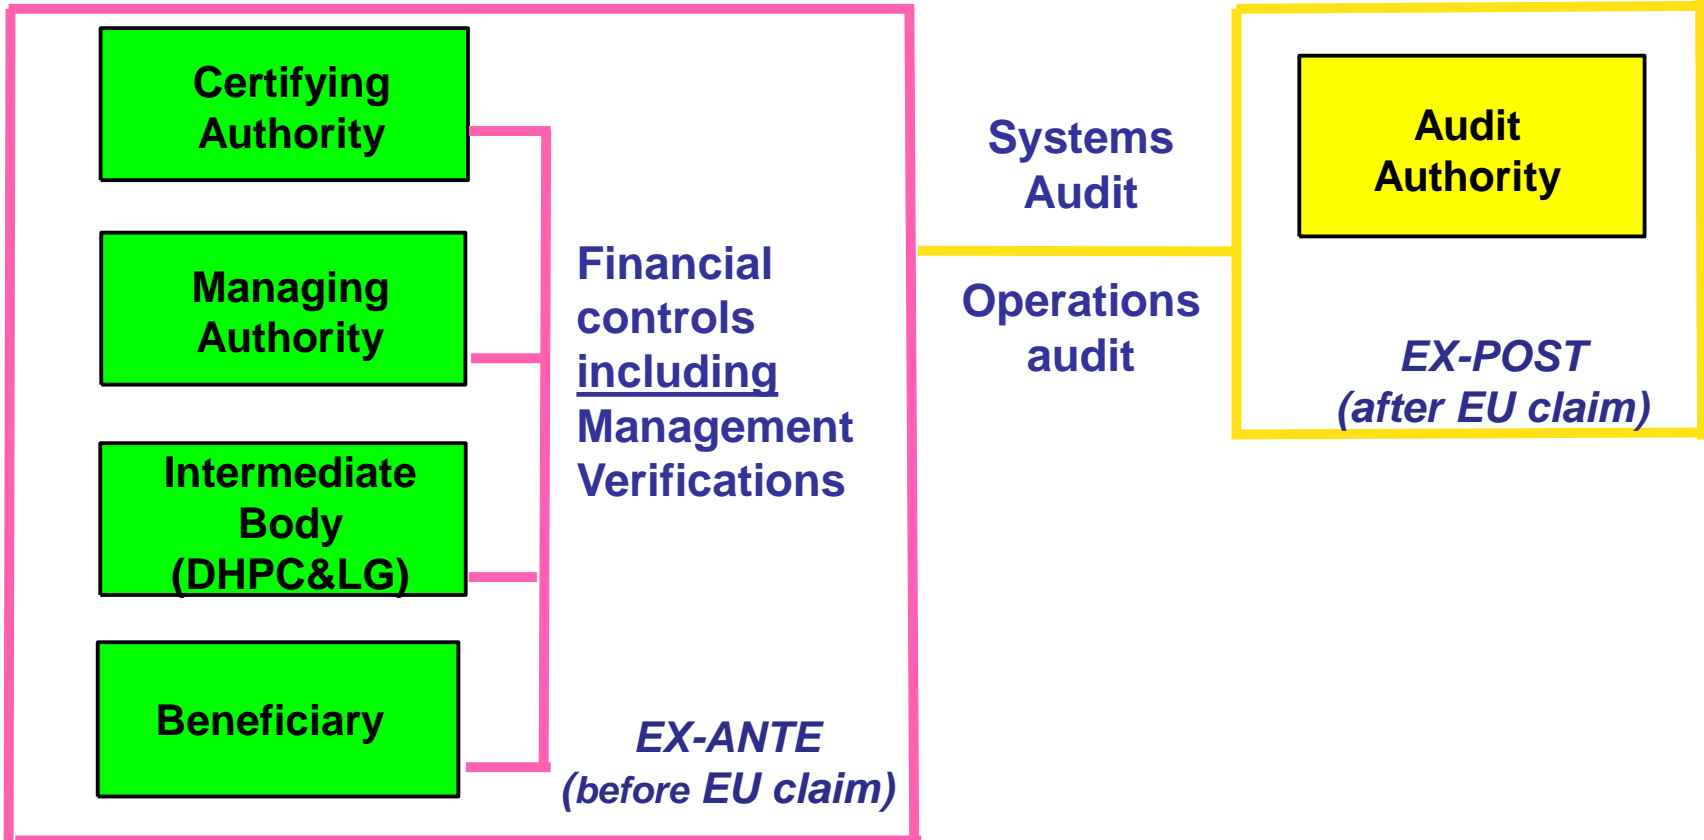 Certifying
Authority
Managing
Authority
Intermediate
Body
(DHPC&LG)
Beneficiary
Financial
controls
including
Management
Verifications
EX-ANTE
(before EU claim)
Systems
Audit
Operations
audit
Audit
Authority
EX-POST
(after EU claim)